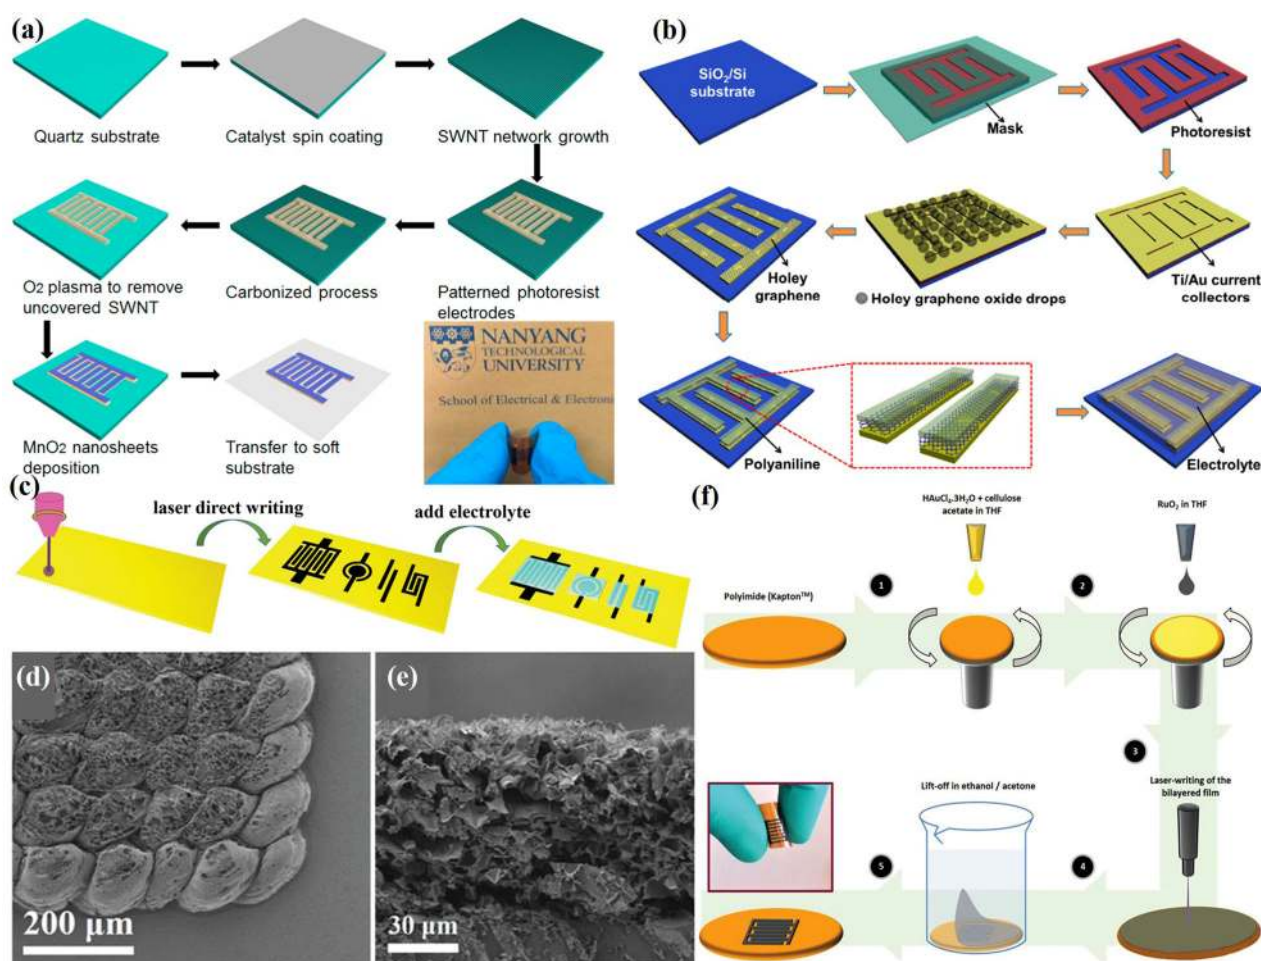 (a)
Quartz substrate
Catalyst spin coating
SWNT network growth
O2 plasma to remove
uncovered SWNT
Carbonized process
Patterned photoresist
electrodes
MnO2 nanosheets
deposition
Transfer to soft
substrate
NANYANG
TECHNOLOGICAL
UNIVERSITY
School of Electrical & Electroni
(b)
SiO2/Si
substrate
Mask
Photoresist
Holey
graphene
Holey graphene oxide drops
Ti/Au current
collectors
Polyaniline
Electrolyte
(c)
laser direct writing
add electrolyte
(d)
200 μm
(e)
30 μm
(f)
HAuCl4.3H2O + cellulose
acetate in THF
RuO2 in THF
1
2
Polyimide (Kapton™)
3
Laser-writing of the
bilayered film
Lift-off in ethanol / acetone
5
4